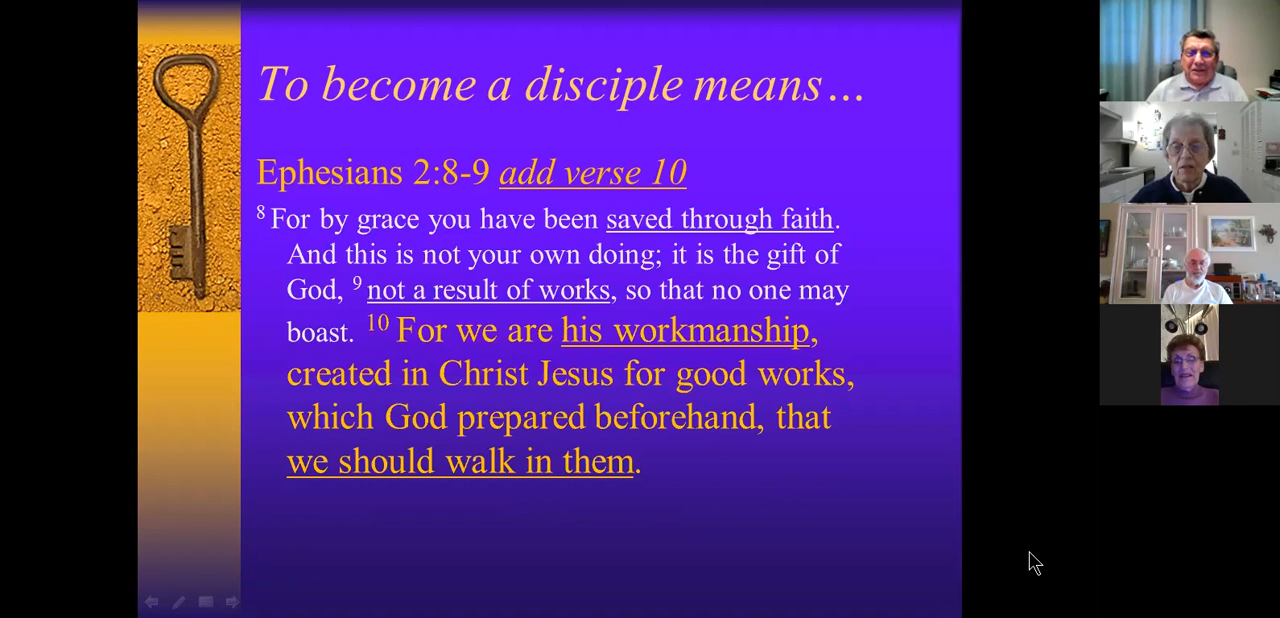 To become a disciple means…
Ephesians 2:8-9 add verse 10
8 For by grace you have been saved through faith.
And this is not your own doing; it is the gift of
God, 9 not a result of works, so that no one may
boast. 10 For we are his workmanship,
created in Christ Jesus for good works,
which God prepared beforehand, that
we should walk in them.